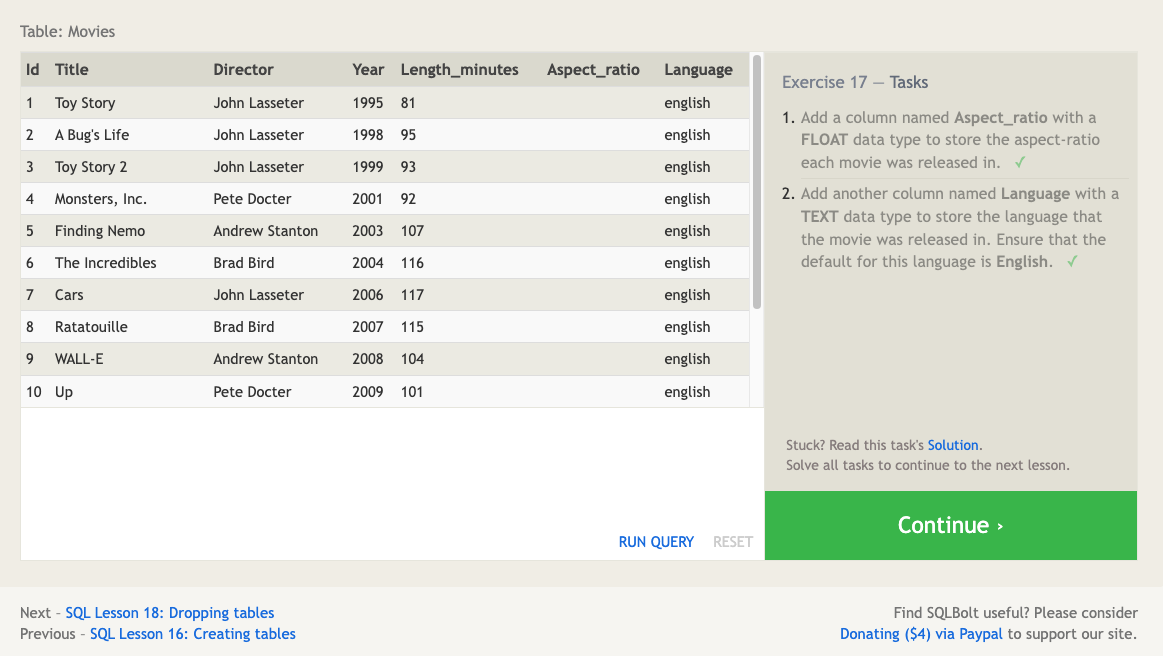 Table: Movies
Id Title Director Year Length_minutes Aspect_ratio Language
1 Toy Story John Lasseter 1995 81 english
2 A Bug's Life John Lasseter 1998 95 english
3 Toy Story 2 John Lasseter 1999 93 english
4 Monsters, Inc. Pete Docter 2001 92 english
5 Finding Nemo Andrew Stanton 2003 107 english
6 The Incredibles Brad Bird 2004 116 english
7 Cars John Lasseter 2006 117 english
8 Ratatouille Brad Bird 2007 115 english
9 WALL-E Andrew Stanton 2008 104 english
10 Up Pete Docter 2009 101 english
RUN QUERY RESET
Exercise 17 — Tasks
1. Add a column named Aspect_ratio with a
FLOAT data type to store the aspect-ratio
each movie was released in. ✓
2. Add another column named Language with a
TEXT data type to store the language that
the movie was released in. Ensure that the
default for this language is English. ✓
Stuck? Read this task's Solution.
Solve all tasks to continue to the next lesson.
Continue ›
Next – SQL Lesson 18: Dropping tables
Previous – SQL Lesson 16: Creating tables
Find SQLBolt useful? Please consider
Donating ($4) via Paypal to support our site.